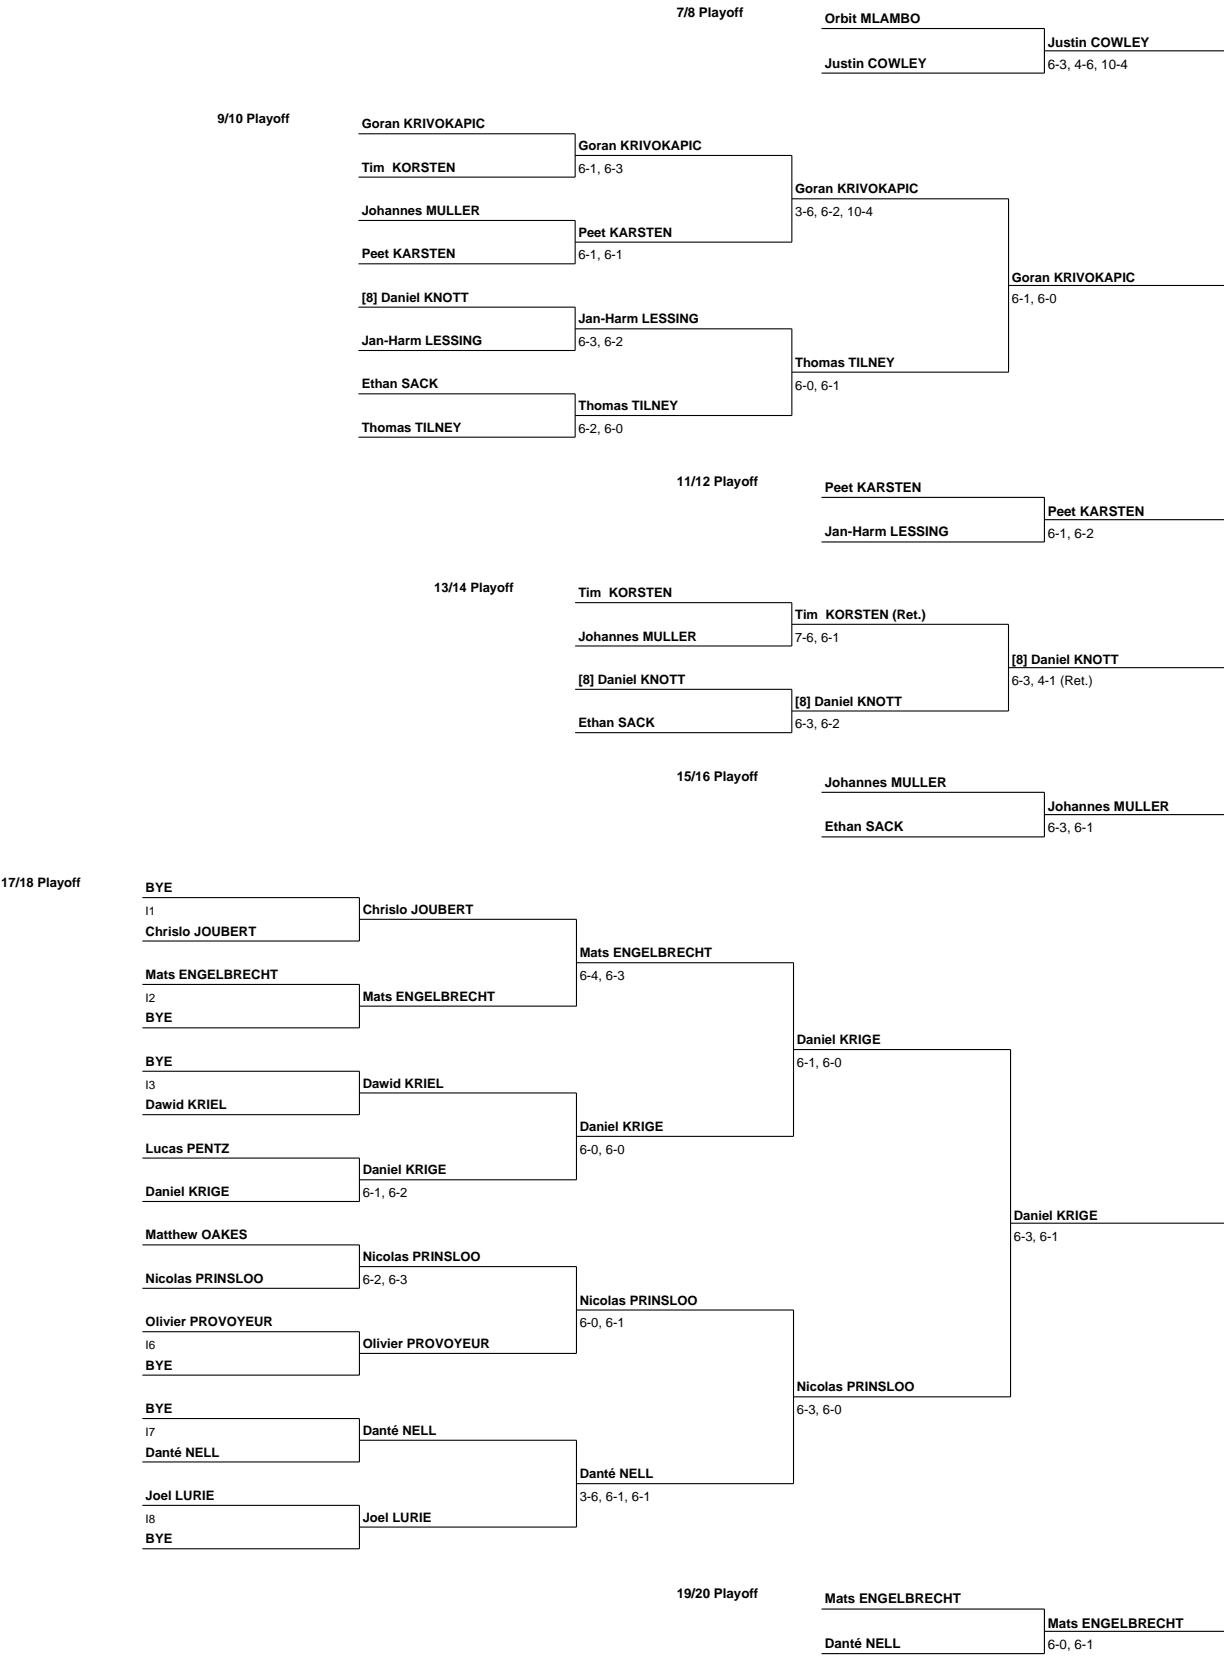 7/8 Playoff
Orbit MLAMBO
Justin COWLEY
Justin COWLEY
6-3, 4-6, 10-4
9/10 Playoff
Goran KRIVOKAPIC
Goran KRIVOKAPIC
Tim  KORSTEN
6-1, 6-3
Goran KRIVOKAPIC
Johannes MULLER
3-6, 6-2, 10-4
Peet KARSTEN
Peet KARSTEN
6-1, 6-1
Goran KRIVOKAPIC
[8] Daniel KNOTT
6-1, 6-0
Jan-Harm LESSING
Jan-Harm LESSING
6-3, 6-2
Thomas TILNEY
Ethan SACK
6-0, 6-1
Thomas TILNEY
Thomas TILNEY
6-2, 6-0
11/12 Playoff
Peet KARSTEN
Peet KARSTEN
Jan-Harm LESSING
6-1, 6-2
13/14 Playoff
Tim  KORSTEN
Tim  KORSTEN (Ret.)
Johannes MULLER
7-6, 6-1
[8] Daniel KNOTT
[8] Daniel KNOTT
6-3, 4-1 (Ret.)
[8] Daniel KNOTT
Ethan SACK
6-3, 6-2
15/16 Playoff
Johannes MULLER
Johannes MULLER
Ethan SACK
6-3, 6-1
17/18 Playoff
BYE
I1
Chrislo JOUBERT
Chrislo JOUBERT
Mats ENGELBRECHT
6-4, 6-3
Mats ENGELBRECHT
I2
Mats ENGELBRECHT
BYE
Daniel KRIGE
6-1, 6-0
BYE
I3
Dawid KRIEL
Dawid KRIEL
Daniel KRIGE
6-0, 6-0
Lucas PENTZ
Daniel KRIGE
Daniel KRIGE
6-1, 6-2
Daniel KRIGE
6-3, 6-1
Matthew OAKES
Nicolas PRINSLOO
Nicolas PRINSLOO
6-2, 6-3
Nicolas PRINSLOO
6-0, 6-1
Olivier PROVOYEUR
I6
Olivier PROVOYEUR
BYE
Nicolas PRINSLOO
6-3, 6-0
BYE
I7
Danté NELL
Danté NELL
Danté NELL
3-6, 6-1, 6-1
Joel LURIE
I8
Joel LURIE
BYE
19/20 Playoff
Mats ENGELBRECHT
Mats ENGELBRECHT
Danté NELL
6-0, 6-1